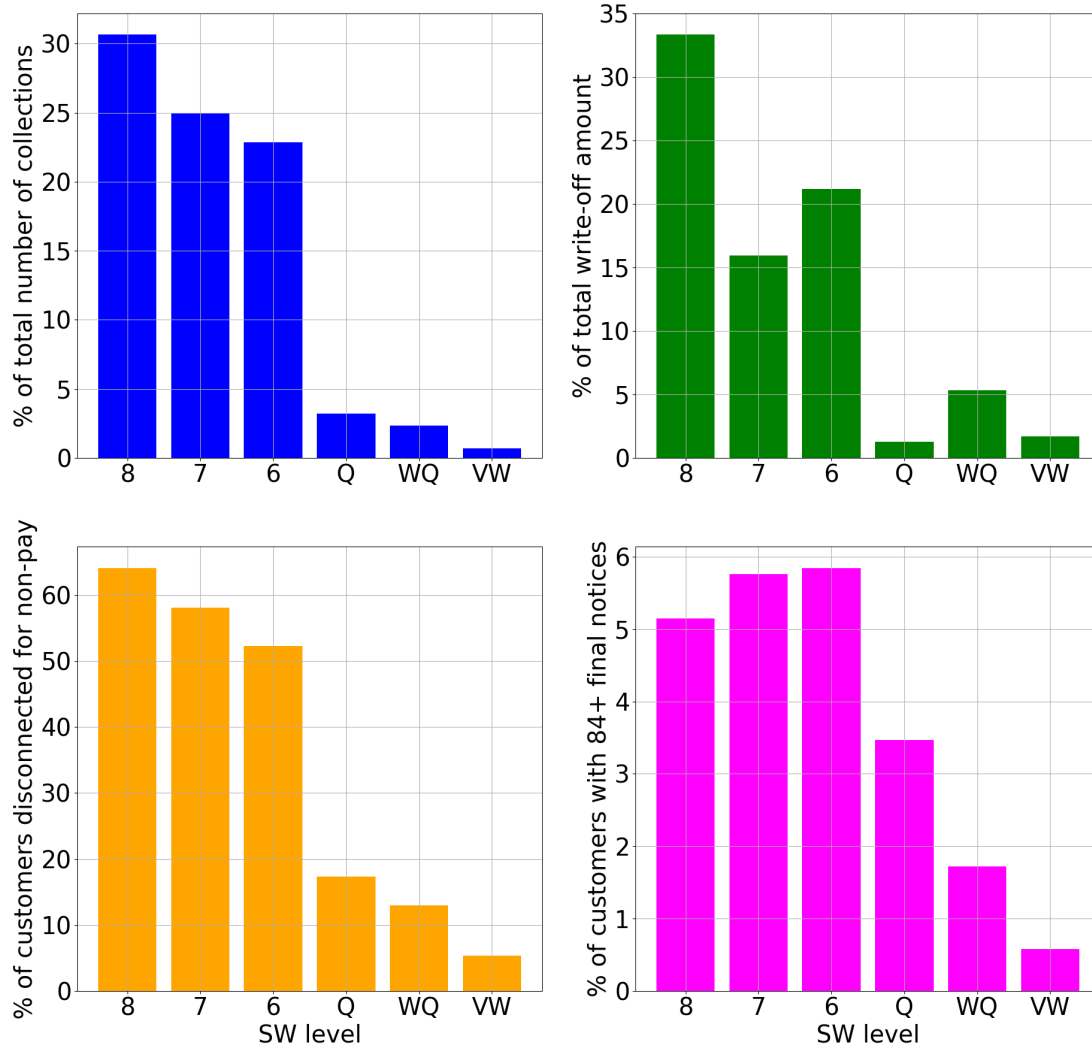 % of total number of collections
30
25
20
15
10
5
0
8 7 6 Q WQ VW
% of total write-off amount
35
30
25
20
15
10
5
0
8 7 6 Q WQ VW
% of customers disconnected for non-pay
60
50
40
30
20
10
0
8 7 6 Q WQ VW
SW level
% of customers with 84+ final notices
6
5
4
3
2
1
0
8 7 6 Q WQ VW
SW level